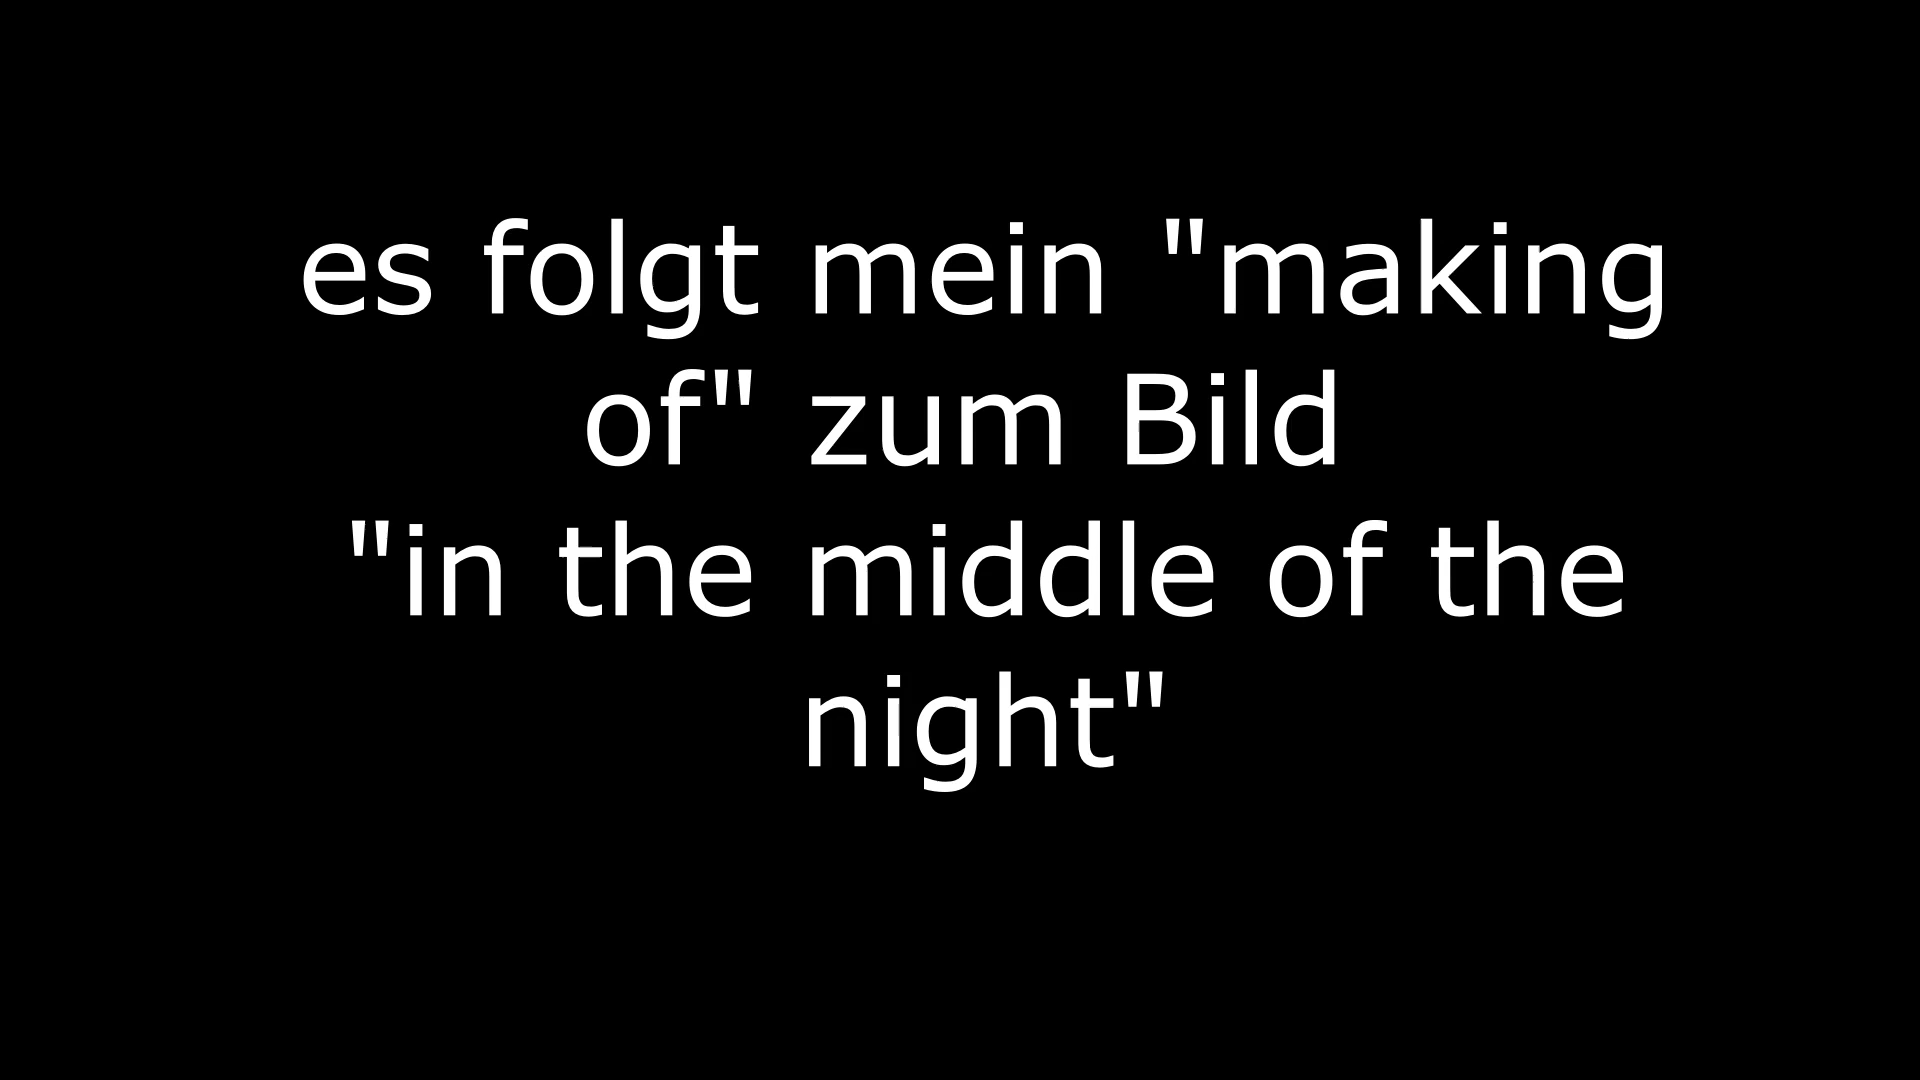 es folgt mein "making
of" zum Bild
"in the middle of the
night"